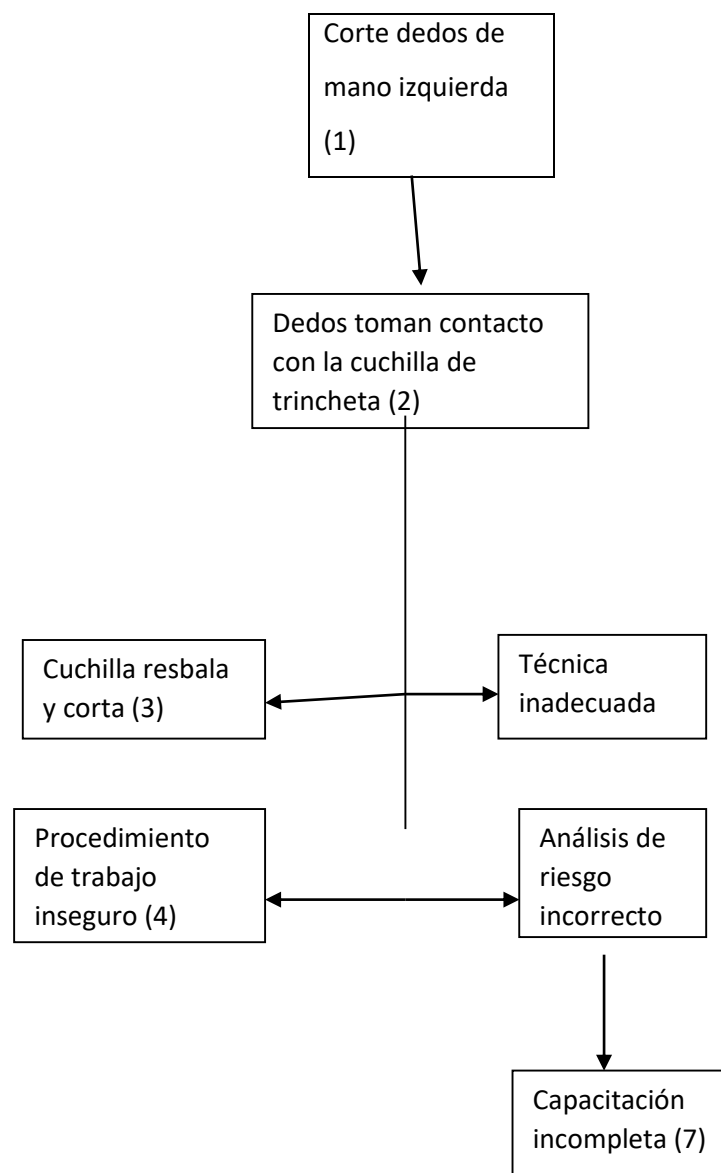 Corte dedos de
mano izquierda
(1)
Dedos toman contacto
con la cuchilla de
trincheta (2)
Cuchilla resbala
y corta (3)
Técnica
inadecuada
Procedimiento
de trabajo
inseguro (4)
Análisis de
riesgo
incorrecto
Capacitación
incompleta (7)